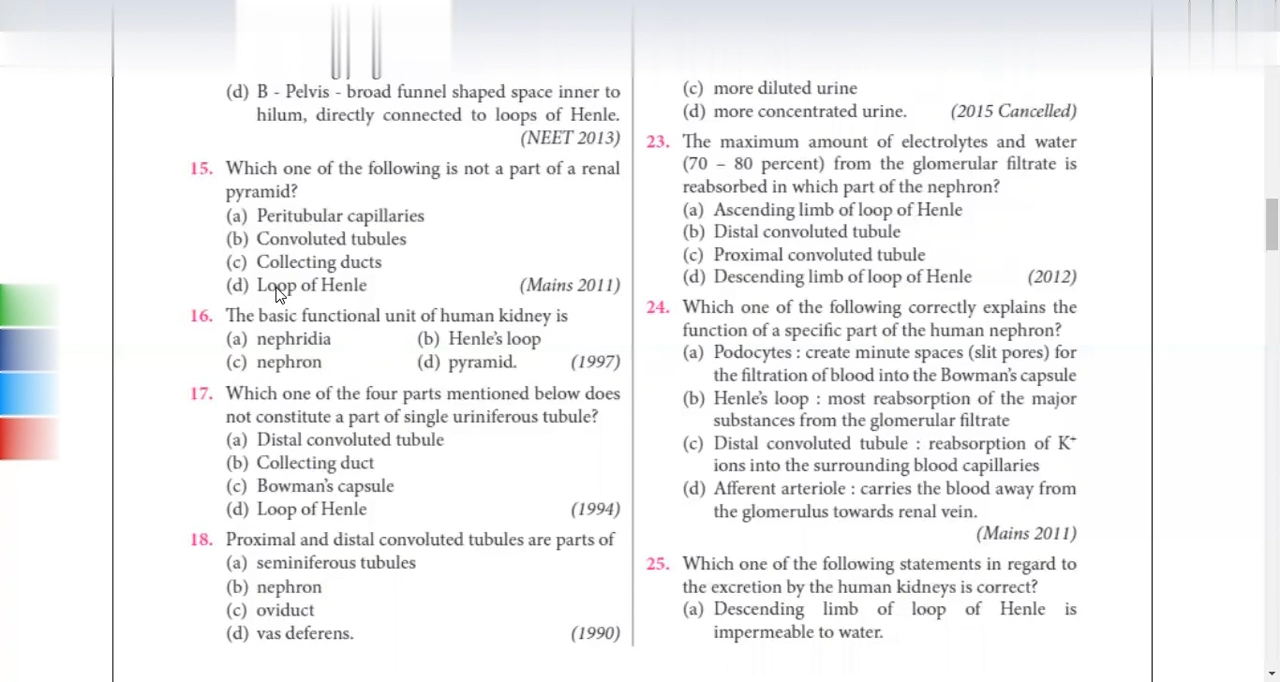 (d) B - Pelvis - broad funnel shaped space inner to
hilum, directly connected to loops of Henle.
(NEET 2013)
15. Which one of the following is not a part of a renal
pyramid?
(a) Peritubular capillaries
(b) Convoluted tubules
(c) Collecting ducts
(d) Loop of Henle (Mains 2011)
16. The basic functional unit of human kidney is
(a) nephridia (b) Henle's loop
(c) nephron (d) pyramid. (1997)
17. Which one of the four parts mentioned below does
not constitute a part of single uriniferous tubule?
(a) Distal convoluted tubule
(b) Collecting duct
(c) Bowman's capsule
(d) Loop of Henle (1994)
18. Proximal and distal convoluted tubules are parts of
(a) seminiferous tubules
(b) nephron
(c) oviduct
(d) vas deferens. (1990)
(c) more diluted urine
(d) more concentrated urine. (2015 Cancelled)
23. The maximum amount of electrolytes and water
(70 – 80 percent) from the glomerular filtrate is
reabsorbed in which part of the nephron?
(a) Ascending limb of loop of Henle
(b) Distal convoluted tubule
(c) Proximal convoluted tubule
(d) Descending limb of loop of Henle (2012)
24. Which one of the following correctly explains the
function of a specific part of the human nephron?
(a) Podocytes : create minute spaces (slit pores) for
the filtration of blood into the Bowman's capsule
(b) Henle's loop : most reabsorption of the major
substances from the glomerular filtrate
(c) Distal convoluted tubule : reabsorption of K⁺
ions into the surrounding blood capillaries
(d) Afferent arteriole : carries the blood away from
the glomerulus towards renal vein.
(Mains 2011)
25. Which one of the following statements in regard to
the excretion by the human kidneys is correct?
(a) Descending limb of loop of Henle is
impermeable to water.